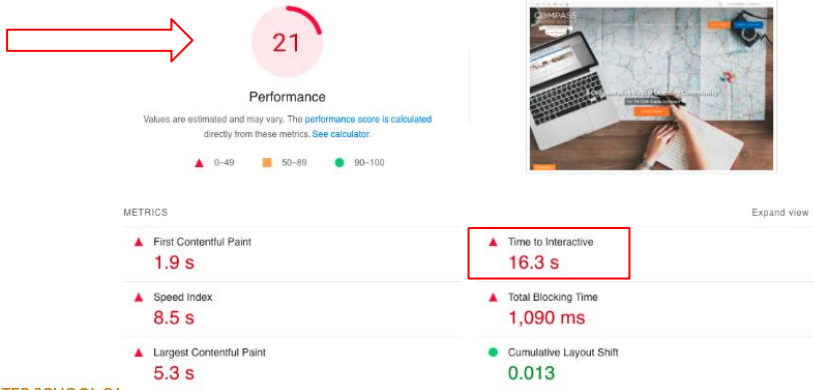 21
Performance
Values are estimated and may vary. The performance score is calculated
directly from these metrics. See calculator.
0–49 50–89 90–100
COMPASS
METRICS Expand view
First Contentful Paint
1.9 s
Time to Interactive
16.3 s
Speed Index
8.5 s
Total Blocking Time
1,090 ms
Largest Contentful Paint
5.3 s
Cumulative Layout Shift
0.013